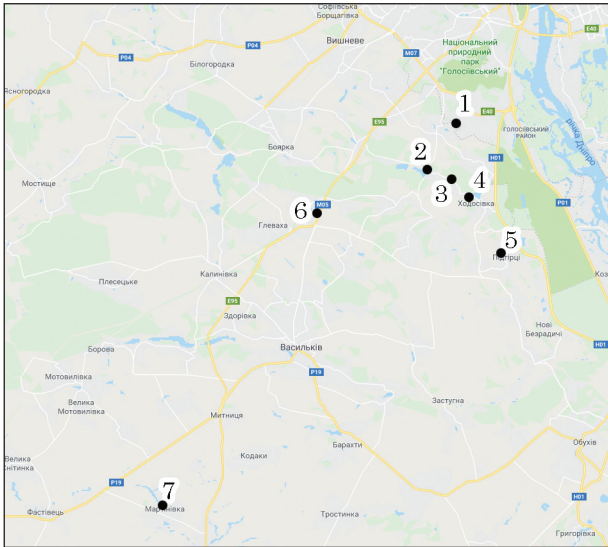 Софіївська
Борщагівка
E40
P04
Вишневе
M07
Національний
природний
парк
"Голосіївський"
P04
Білогородка
Ясногородка
1
E40
E95
ГОЛОСІЇВСЬКИЙ
РАЙОН
річка Дніпро
Боярка
2
H01
Мостище
3
4
6
M05
Ходосівка
P01
Глеваха
5
Підгірці
Калинівка
Плесецьке
Коз
E95
Здорівка
Нові
Безрадичі
H01
Борова
Васильків
Мотовилівка
P19
Велика
Мотовилівка
Застугна
Митниця
Барахти
Обухів
Кодаки
Велика
Снітинка
P19
7
H01
Фастівець
Мар
нівка
Тростинка
Григорівка